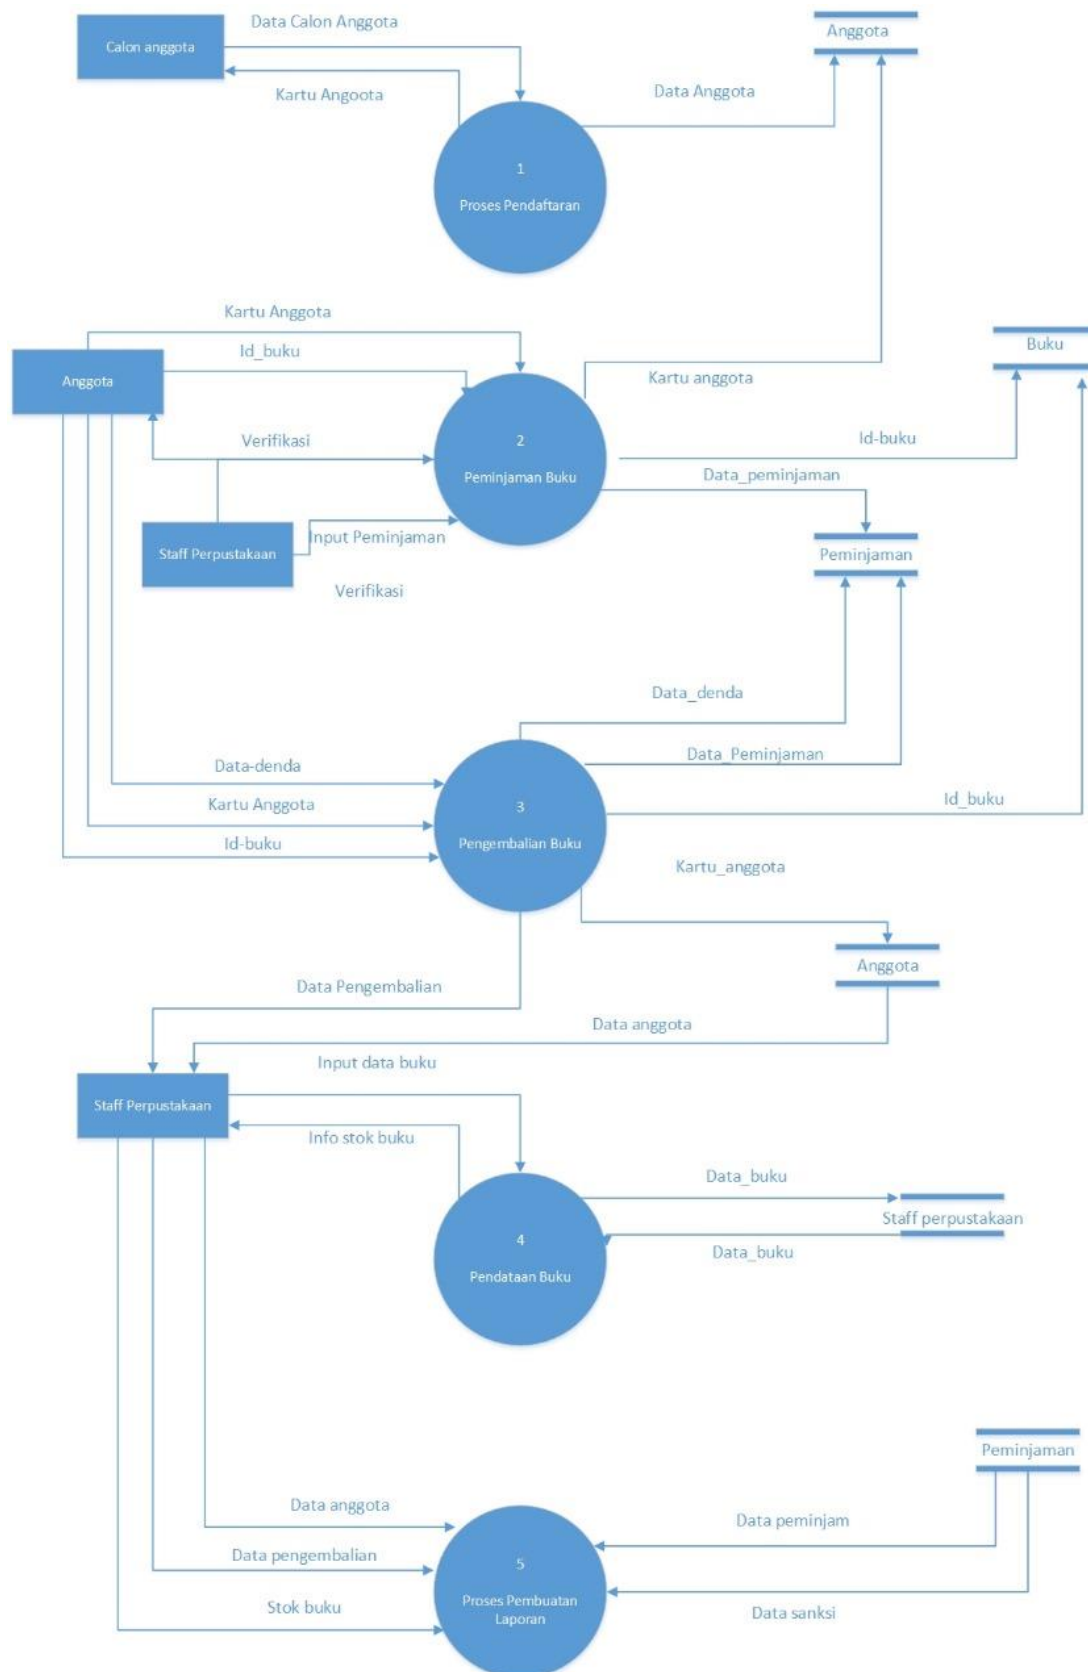 Data Calon Anggota
Calon anggota
Anggota
Kartu Angoota
Data Anggota
1
Proses Pendaftaran
Kartu Anggota
Id_buku
Buku
Anggota
Kartu anggota
Verifikasi
2
Peminjaman Buku
Id-buku
Data_peminjaman
Staff Perpustakaan
Input Peminjaman
Peminjaman
Verifikasi
Data_denda
Data_Peminjaman
Data-denda
Kartu Anggota
3
Id_buku
Id-buku
Pengembalian Buku
Kartu_anggota
Anggota
Data Pengembalian
Data anggota
Input data buku
Staff Perpustakaan
Info stok buku
Data_buku
Staff perpustakaan
4
Data_buku
Pendataan Buku
Peminjaman
Data anggota
Data peminjam
Data pengembalian
5
Stok buku
Proses Pembuatan
Laporan
Data sanksi